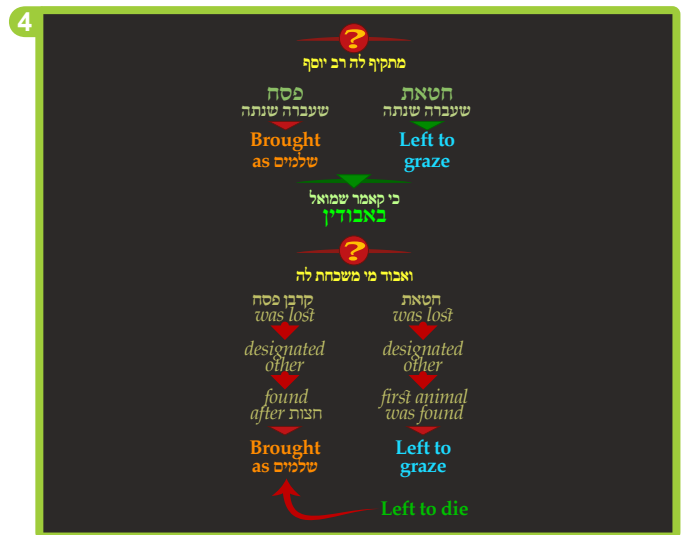 4
?
מתקיף לה רב יוסף
חטאת
שעברה שנתה
Left to
graze
פסח
שעברה שנתה
Brought
as שלמים
כי קאמר שמואל
באבודין
?
ואבוד מי משכחת לה
חטאת
was lost
designated
other
first animal
was found
Left to
graze
קרבן פסח
was lost
designated
other
found
after חצות
Brought
as שלמים
Left to die